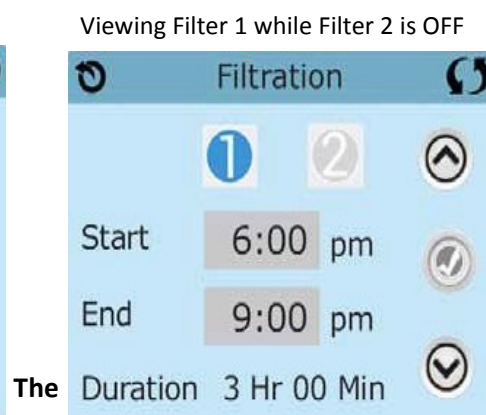 Viewing Filter 1 while Filter 2 is OFF
Filtration
1 2
Start 6:00 pm
End 9:00 pm
The Duration 3 Hr 00 Min